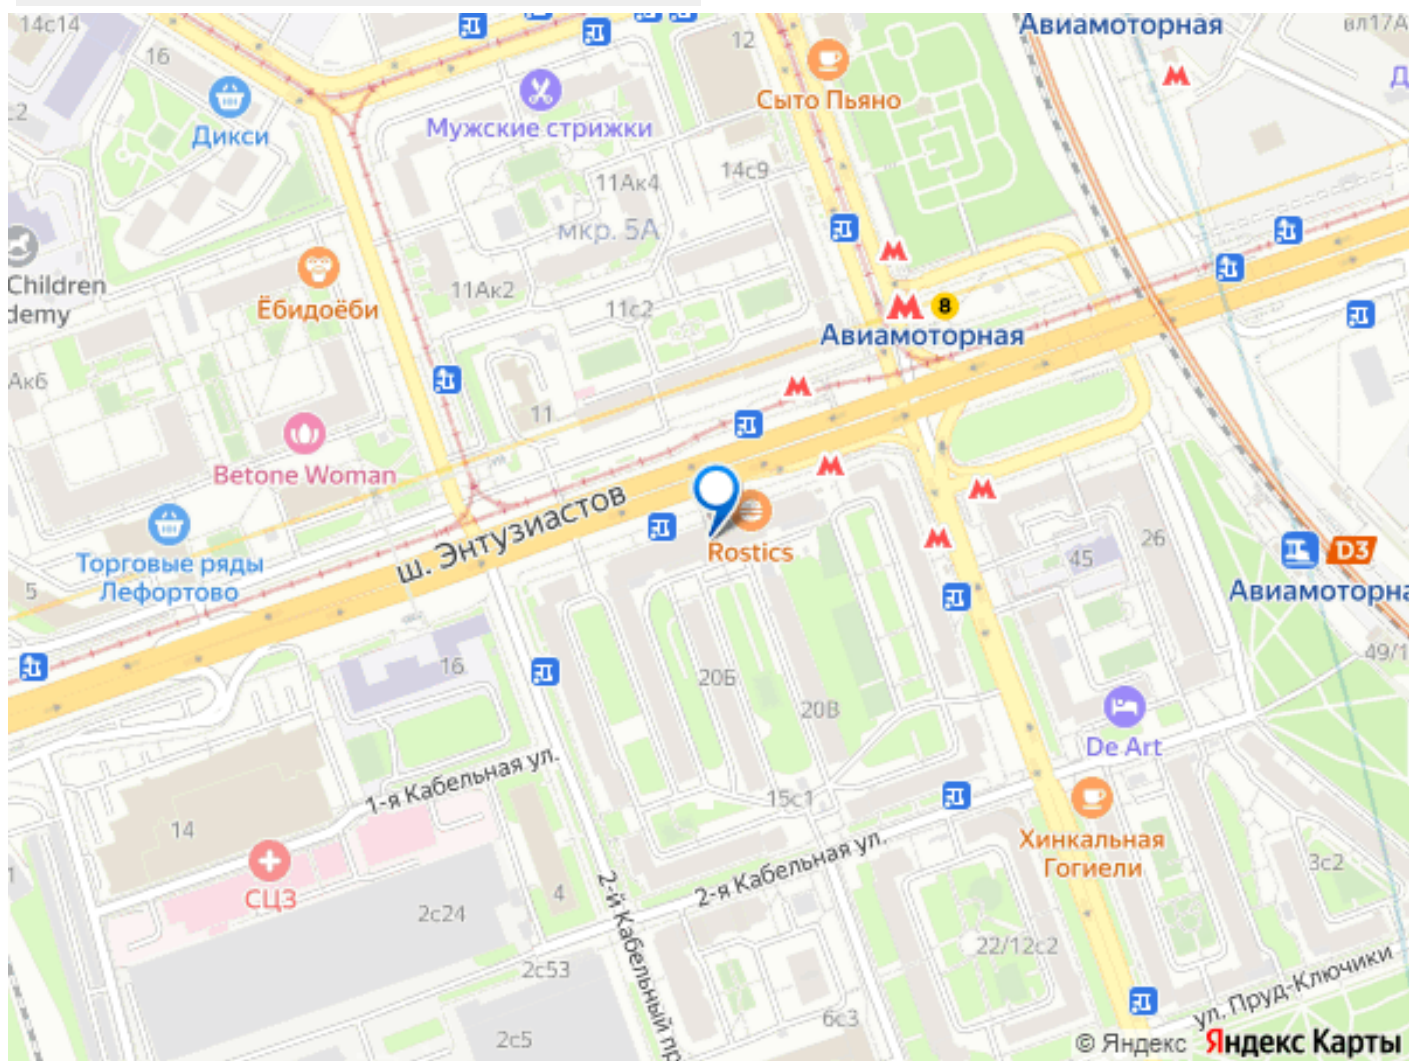 14с14
16
12
Авиамоторная
вл17А
Сыто Пьяно
Дикси
Мужские стрижки
14с9
11Ак4
мкр. 5А
Children
demy
11Ак2
Ёбидоёби
11с2
8
Авиамоторная
Ак6
11
Betone Woman
ш. Энтузиастов
Rostics
26
45
D3
Торговые ряды
Лефортово
5
Авиамоторна
16
49/1
20Б
20В
De Art
1-я Кабельная ул.
15с1
14
Хинкальная
Гогиели
2-я Кабельная ул.
3с2
СЦЗ
4
2с24
2-й Кабельный пр
22/12с2
2с53
ул. Пруд-Ключики
6с3
2с5
© Яндекс Яндекс Карты